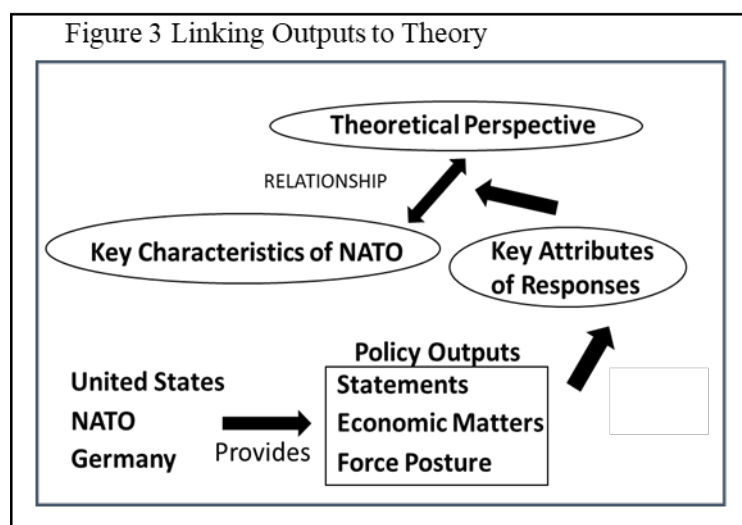 Figure 3 Linking Outputs to Theory
Theoretical Perspective
RELATIONSHIP
Key Characteristics of NATO
Key Attributes
of Responses
Policy Outputs
United States
NATO
Germany
Provides
Statements
Economic Matters
Force Posture